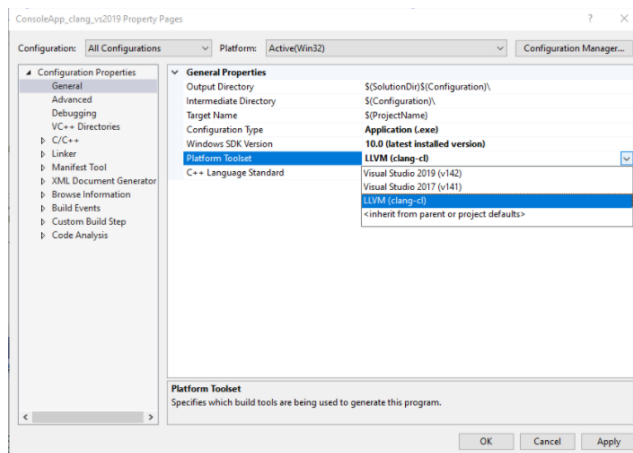 ConsoleApp_clang_vs2019 Property Pages
? ×
Configuration: All Configurations Platform: Active(Win32) Configuration Manager...
Configuration Properties
General
Advanced
Debugging
VC++ Directories
C/C++
Linker
Manifest Tool
XML Document Generator
Browse Information
Build Events
Custom Build Step
Code Analysis
General Properties
Output Directory $(SolutionDir)$(Configuration)\
Intermediate Directory $(Configuration)\
Target Name $(ProjectName)
Configuration Type Application (.exe)
Windows SDK Version 10.0 (latest installed version)
Platform Toolset LLVM (clang-cl)
C++ Language Standard
Visual Studio 2019 (v142)
Visual Studio 2017 (v141)
LLVM (clang-cl)
<inherit from parent or project defaults>
Platform Toolset
Specifies which build tools are being used to generate this program.
OK Cancel Apply